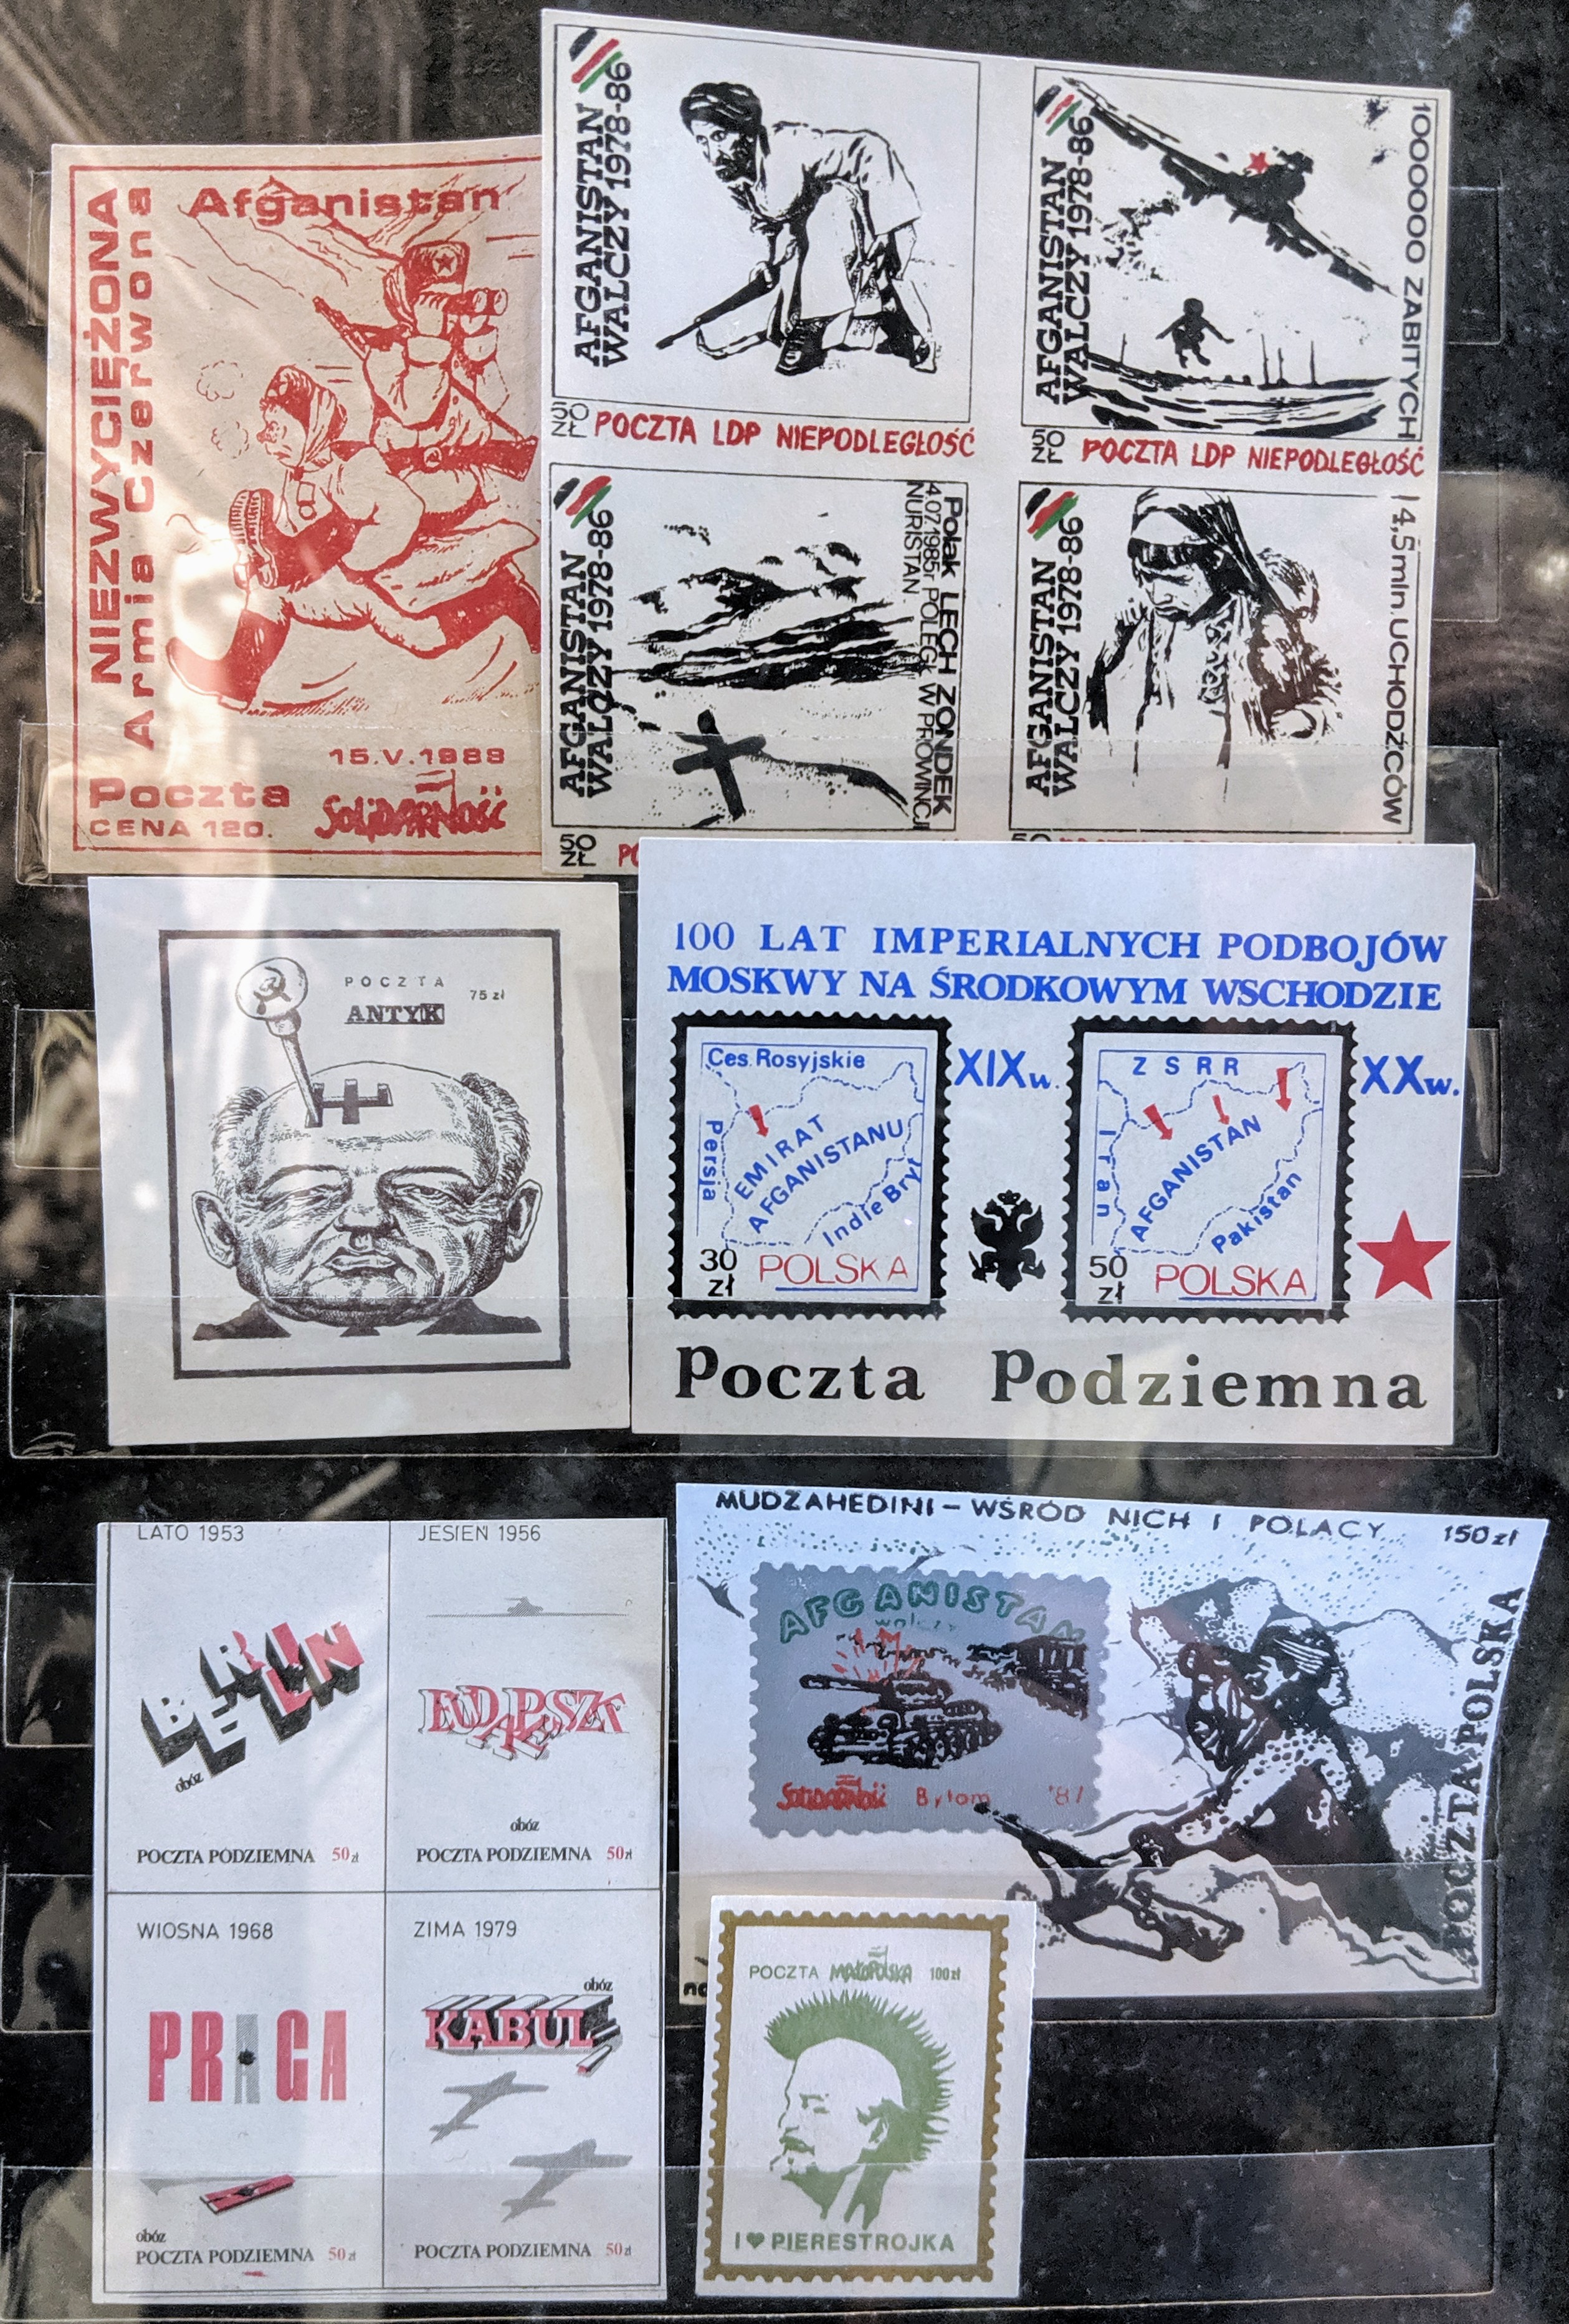 Afganistan
NIEZWYCIĘŻONA
Armia Czerwona
15.V.1988
Poczta
CENA 120.
SOLIDARNOŚĆ
AFGANISTAN
WALCZY 1978-86
50
ZŁ
POCZTA LDP NIEPODLEGŁOŚĆ
AFGANISTAN
WALCZY 1978-86
1000000 ZABITYCH
50
ZŁ
POCZTA LDP NIEPODLEGŁOŚĆ
AFGANISTAN
WALCZY 1978-86
Polak LECH ZONDEK
4.07.1985r POLEGŁ W PROWINCJI
NURISTAN
50
ZŁ
AFGANISTAN
WALCZY 1978-86
4,5 mln. UCHODŹCÓW
50
POCZTA
ANTYK
75 zł
100 LAT IMPERIALNYCH PODBOJÓW
MOSKWY NA ŚRODKOWYM WSCHODZIE
Ces. Rosyjskie
Persja
EMIRAT
AFGANISTANU
Indie Bryt
30
zł
POLSKA
XIX w.
ZSRR
Iran
AFGANISTAN
Pakistan
50
zł
POLSKA
XX w.
Poczta Podziemna
LATO 1953
BERLIN
obóz
POCZTA PODZIEMNA 50 zł
JESIEŃ 1956
BUDAPESZT
obóz
POCZTA PODZIEMNA 50 zł
WIOSNA 1968
PRAGA
obóz
POCZTA PODZIEMNA 50 zł
ZIMA 1979
obóz
KABUL
POCZTA PODZIEMNA 50 zł
MUDŻAHEDINI – WŚRÓD NICH I POLACY 150 zł
AFGANISTAN
walczy
SOLIDARNOŚĆ Bytom '87
POCZTA POLSKA
POCZTA MAŁOPOLSKA 100 zł
I ♥ PIERESTROJKA